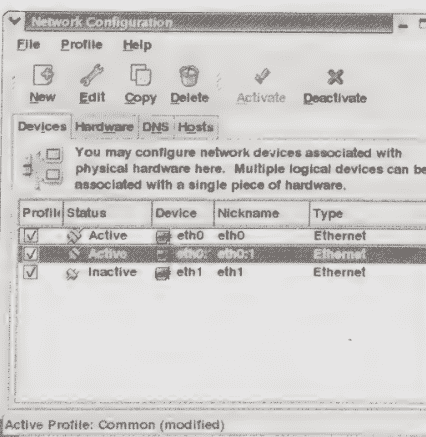 Network Configuration
File Profile Help
New Edit Copy Delete Activate Deactivate
Devices Hardware DNS Hosts
You may configure network devices associated with
physical hardware here. Multiple logical devices can be
associated with a single piece of hardware.
Profile Status Device Nickname Type
Active eth0 eth0 Ethernet
Active eth0: eth0:1 Ethernet
Inactive eth1 eth1 Ethernet
Active Profile: Common (modified)